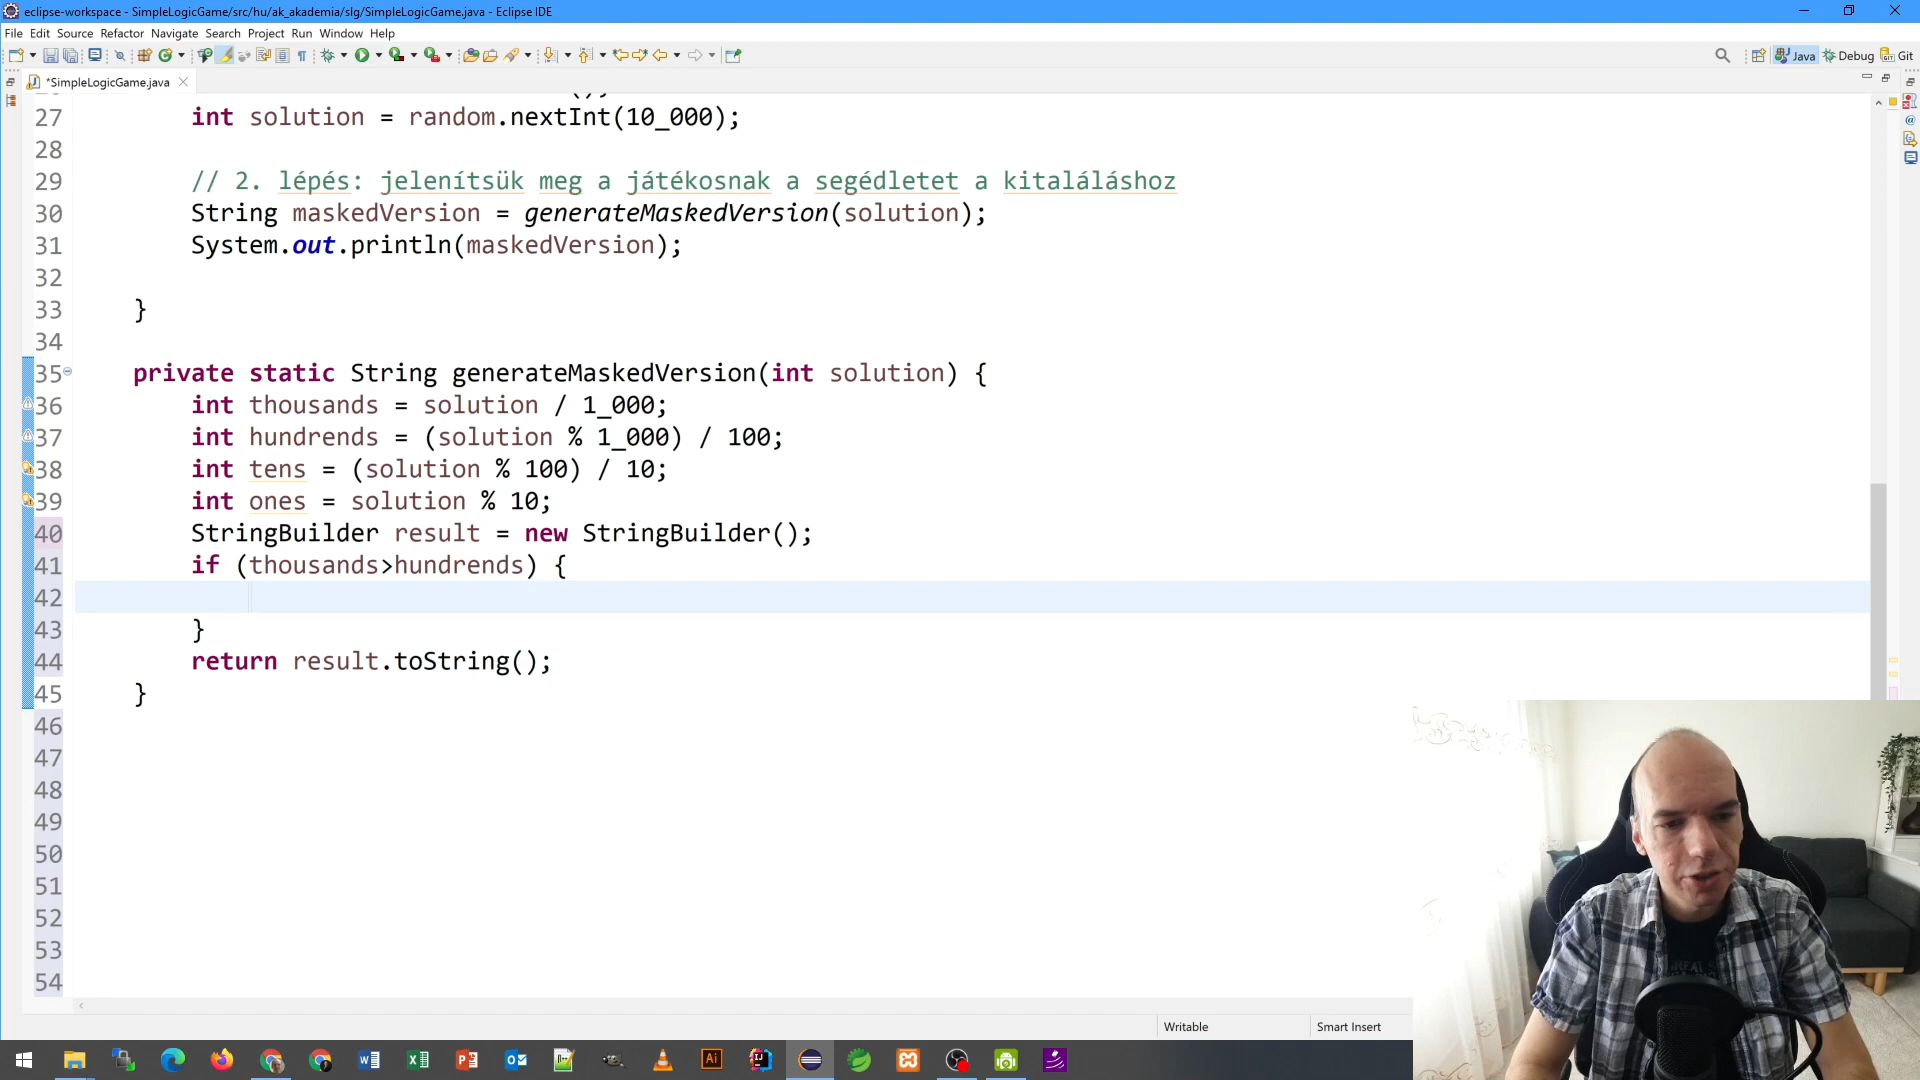 eclipse-workspace - SimpleLogicGame/src/hu/ak_akademia/slg/SimpleLogicGame.java - Eclipse IDE
File Edit Source Refactor Navigate Search Project Run Window Help
Java Debug Git
*SimpleLogicGame.java
27 int solution = random.nextInt(10_000);
28
29 // 2. lépés: jelenítsük meg a játékosnak a segédletet a kitaláláshoz
30 String maskedVersion = generateMaskedVersion(solution);
31 System.out.println(maskedVersion);
32
33 }
34
35 private static String generateMaskedVersion(int solution) {
36 int thousands = solution / 1_000;
37 int hundrends = (solution % 1_000) / 100;
38 int tens = (solution % 100) / 10;
39 int ones = solution % 10;
40 StringBuilder result = new StringBuilder();
41 if (thousands>hundrends) {
42
43 }
44 return result.toString();
45 }
46
47
48
49
50
51
52
53
54
Writable Smart Insert